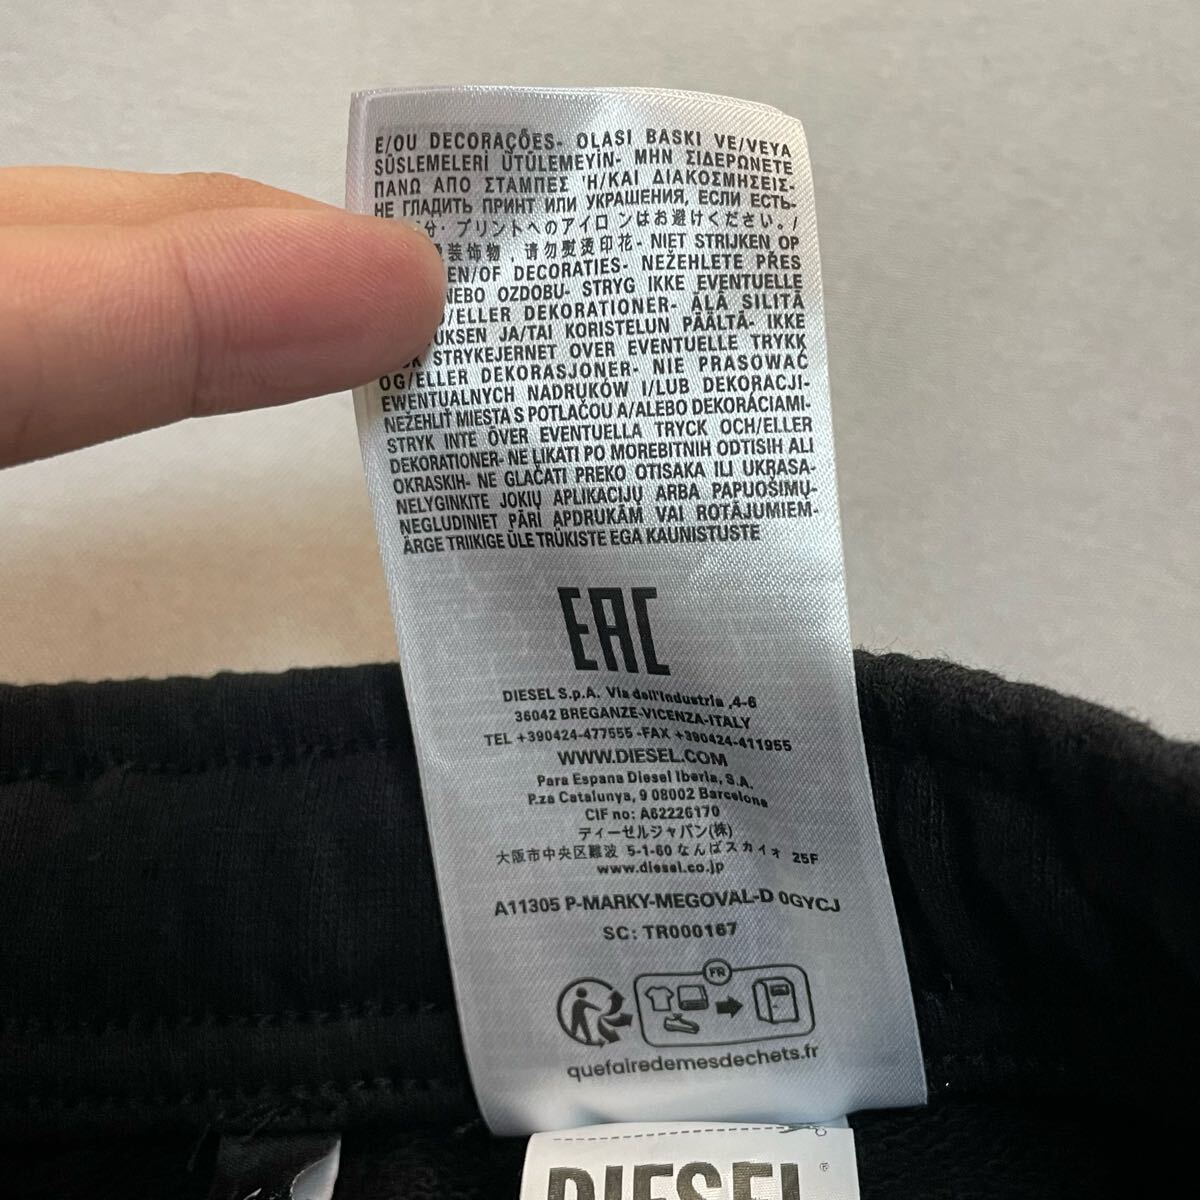 E/OU DECORAÇÕES- OLASI BASKI VE/VEYA
SÜSLEMELERİ ÜTÜLEMEYİN- ΜΗΝ ΣΙΔΕΡΩΝΕΤΕ
ΠΑΝΩ ΑΠΟ ΣΤΑΜΠΕΣ Ή/ΚΑΙ ΔΙΑΚΟΣΜΗΣΕΙΣ-
НЕ ГЛАДИТЬ ПРИНТ ИЛИ УКРАШЕНИЯ, ЕСЛИ ЕСТЬ-
分・プリントへのアイロンはお避けください。/
装饰物，请勿熨烫印花- NIET STRIJKEN OP
EN/OF DECORATIES- NEŽEHLETE PŘES
NEBO OZDOBU- STRYG IKKE EVENTUELLE
/ELLER DEKORATIONER- ÄLÄ SILITÄ
UKSEN JA/TAI KORISTELUN PÄÄLTÄ- IKKE
STRYKEJERNET OVER EVENTUELLE TRYKK
OG/ELLER DEKORASJONER- NIE PRASOWAĆ
EWENTUALNYCH NADRUKÓW I/LUB DEKORACJI-
NEŽEHLIŤ MIESTA S POTLAČOU A/ALEBO DEKORÁCIAMI-
STRYK INTE ÖVER EVENTUELLA TRYCK OCH/ELLER
DEKORATIONER- NE LIKATI PO MOREBITNIH ODTISIH ALI
OKRASKIH- NE GLAČATI PREKO OTISAKA ILI UKRASA-
NELYGINKITE JOKIŲ APLIKACIJŲ ARBA PAPUOŠIMŲ-
NEGLUDINIET PĀRI APDRUKĀM VAI ROTĀJUMIEM-
ÄRGE TRIIKIGE ÜLE TRÜKISTE EGA KAUNISTUSTE
EAC
DIESEL S.p.A. Via dell'Industria ,4-6
36042 BREGANZE-VICENZA-ITALY
TEL +390424-477555 -FAX +390424-411955
WWW.DIESEL.COM
Para Espana Diesel Iberia, S.A.
P.za Catalunya, 9 08002 Barcelona
CIF no: A62226170
ディーゼルジャパン(株)
大阪市中央区難波 5-1-60 なんばスカイオ 25F
www.diesel.co.jp
A11305 P-MARKY-MEGOVAL-D 0GYCJ
SC: TR000167
FR
quefairedemesdechets.fr
DIESEL